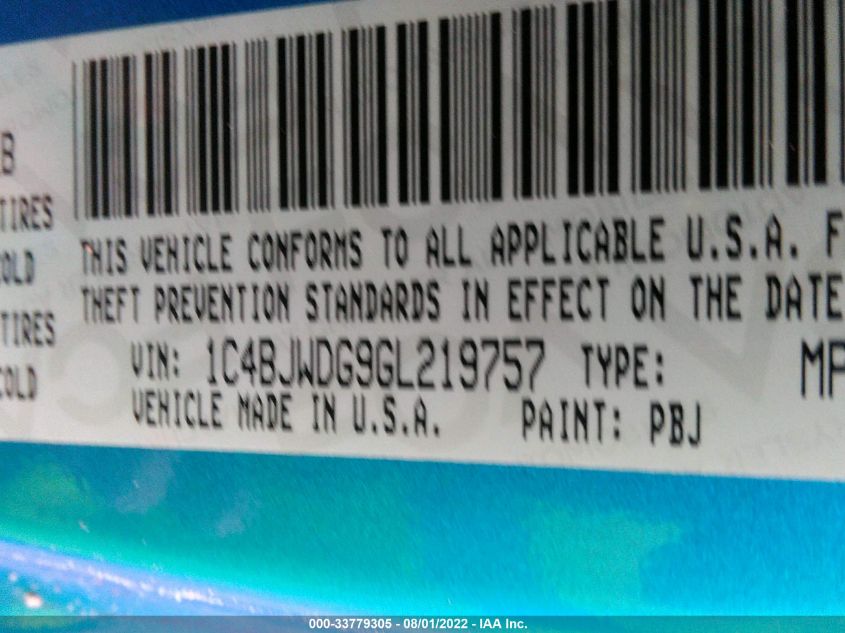 B
TIRES
COLD
TIRES
COLD
THIS VEHICLE CONFORMS TO ALL APPLICABLE U.S.A. F
THEFT PREVENTION STANDARDS IN EFFECT ON THE DATE
VIN: 1C4BJWDG9GL219757 TYPE: MP
VEHICLE MADE IN U.S.A. PAINT: PBJ
000-33779305 - 08/01/2022 - IAA Inc.